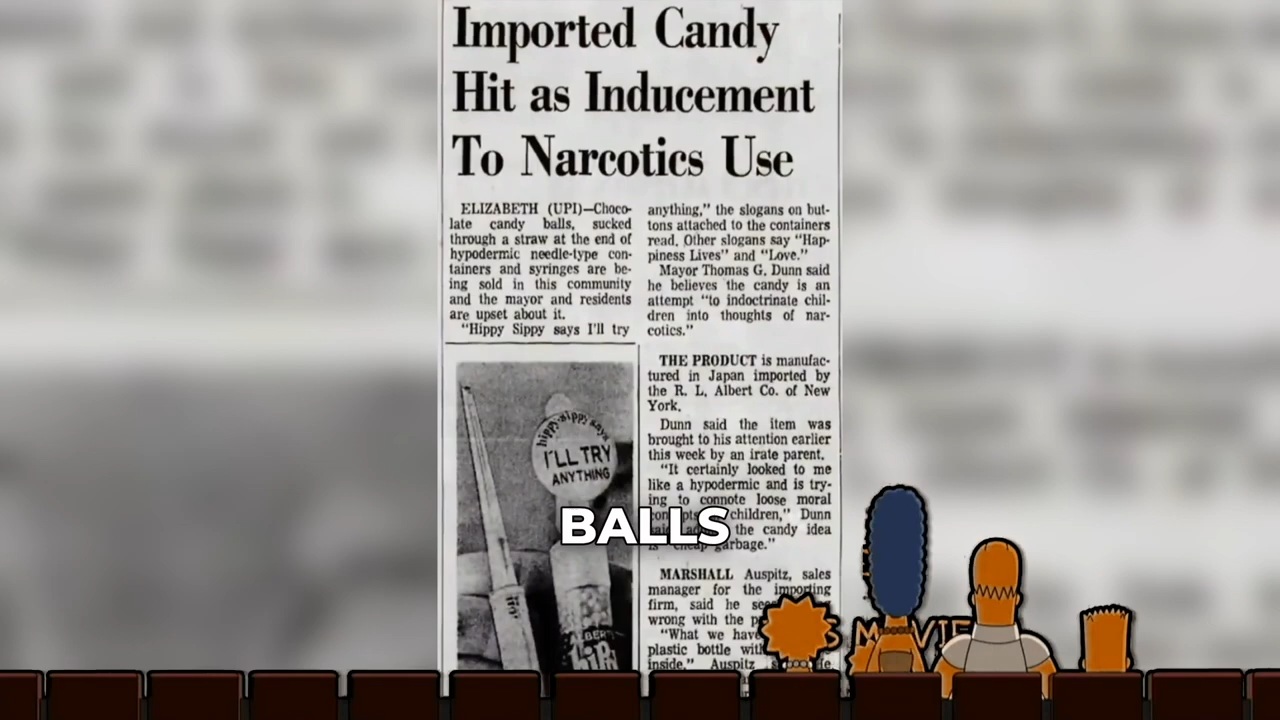 Imported Candy
Hit as Inducement
To Narcotics Use
ELIZABETH (UPI)—Choco-
late candy balls, sucked
through a straw at the end of
hypodermic needle-type con-
tainers and syringes are be-
ing sold in this community
and the mayor and residents
are upset about it.
"Hippy Sippy says I'll try
anything," the slogans on but-
tons attached to the containers
read. Other slogans say "Hap-
piness Lives" and "Love."
Mayor Thomas G. Dunn said
he believes the candy is an
attempt "to indoctrinate chil-
dren into thoughts of nar-
cotics."
THE PRODUCT is manufac-
tured in Japan imported by
the R. L. Albert Co. of New
York.
Dunn said the item was
brought to his attention earlier
this week by an irate parent.
"It certainly looked to me
like a hypodermic and is try-
ing to connote loose moral
children," Dunn
the candy idea
garbage."
MARSHALL Auspitz, sales
manager for the importing
firm, said he
wrong with the
"What we have
plastic bottle
inside." Auspitz
hippy-sippy says
I'LL TRY
ANYTHING
BALLS